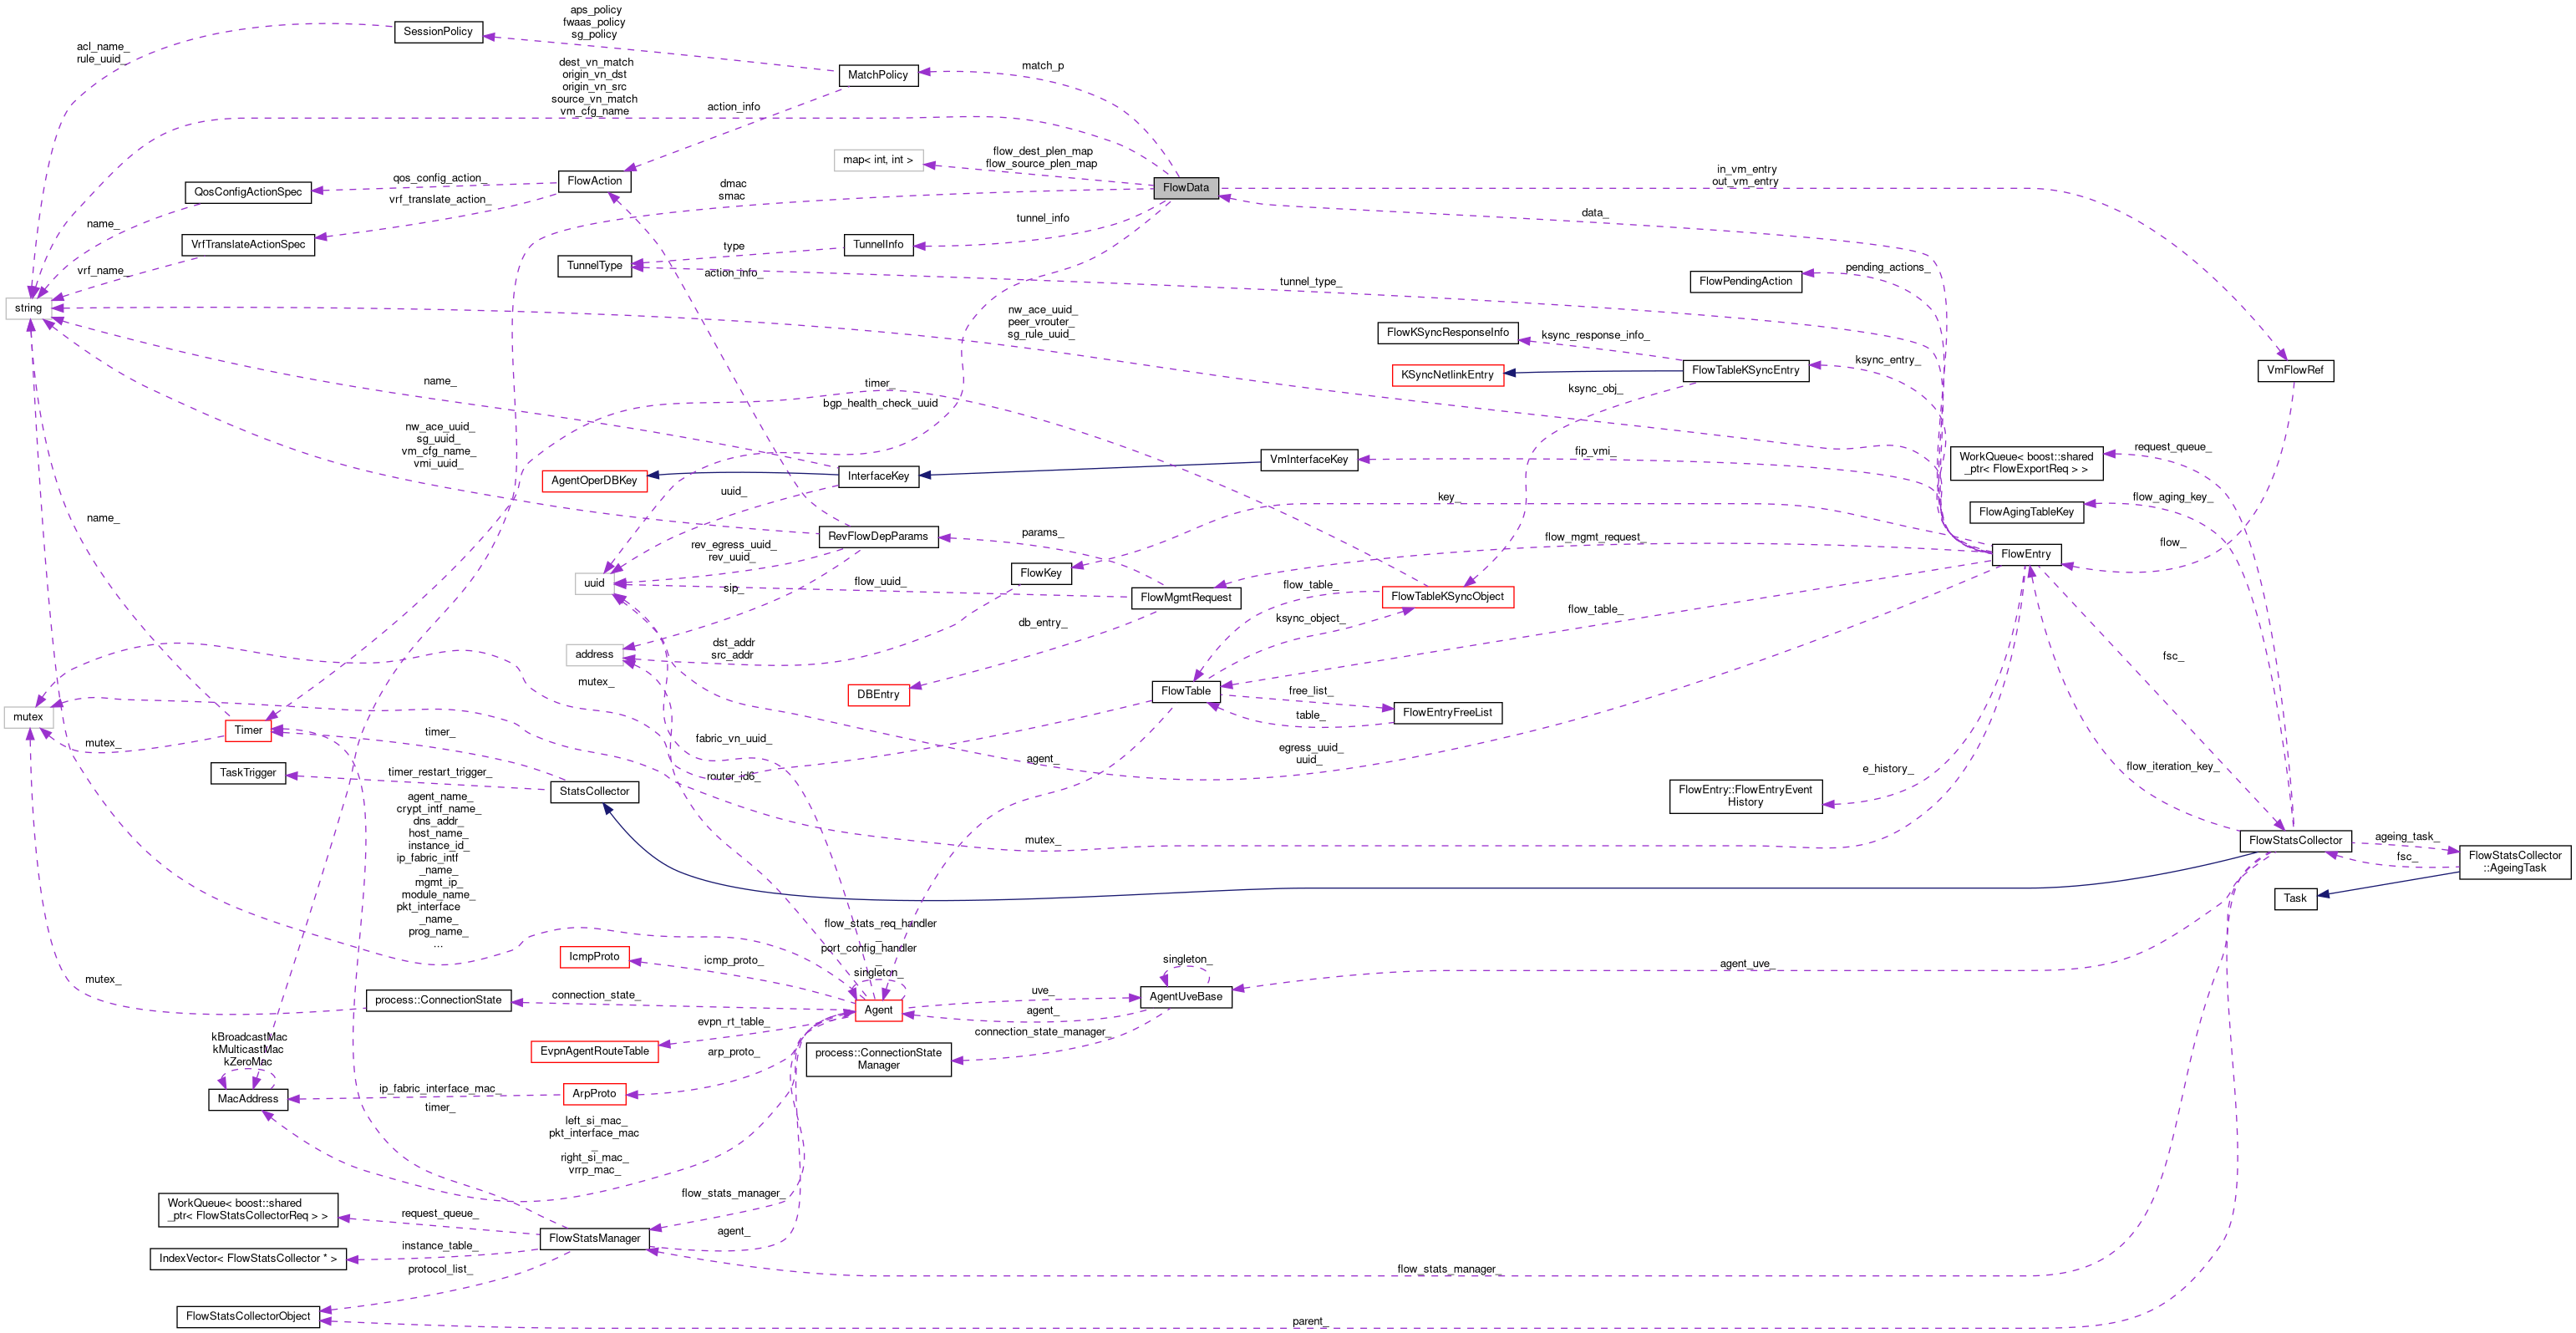 aps_policy
fwaas_policy
sg_policy
SessionPolicy
acl_name_
rule_uuid_
dest_vn_match
origin_vn_dst
origin_vn_src
source_vn_match
vm_cfg_name
MatchPolicy
match_p
action_info
map< int, int >
flow_dest_plen_map
flow_source_plen_map
FlowData
in_vm_entry
out_vm_entry
FlowAction
qos_config_action_
QosConfigActionSpec
vrf_translate_action_
dmac
smac
name_
VrfTranslateActionSpec
vrf_name_
tunnel_info
TunnelInfo
type
TunnelType
action_info_
data_
tunnel_type_
pending_actions_
FlowPendingAction
string
nw_ace_uuid_
peer_vrouter_
sg_rule_uuid_
FlowKSyncResponseInfo
ksync_response_info_
KSyncNetlinkEntry
FlowTableKSyncEntry
ksync_entry_
VmFlowRef
name_
timer_
bgp_health_check_uuid
ksync_obj_
nw_ace_uuid_
sg_uuid_
vm_cfg_name_
vmi_uuid_
AgentOperDBKey
InterfaceKey
VmInterfaceKey
fip_vmi_
WorkQueue< boost::shared
_ptr< FlowExportReq > >
request_queue_
uuid_
key_
FlowAgingTableKey
flow_aging_key_
name_
RevFlowDepParams
params_
flow_mgmt_request_
flow_
rev_egress_uuid_
rev_uuid_
FlowEntry
uuid
flow_uuid_
FlowKey
FlowMgmtRequest
flow_table_
FlowTableKSyncObject
sip_
db_entry_
ksync_object_
flow_table_
address
dst_addr
src_addr
fsc_
mutex_
DBEntry
FlowTable
free_list_
FlowEntryFreeList
table_
mutex
Timer
mutex_
timer_
fabric_vn_uuid_
agent_
egress_uuid_
uuid_
TaskTrigger
timer_restart_trigger_
StatsCollector
router_id6_
e_history_
FlowEntry::FlowEntryEvent
History
flow_iteration_key_
agent_name_
crypt_intf_name_
dns_addr_
host_name_
instance_id_
ip_fabric_intf
_name_
mgmt_ip_
module_name_
pkt_interface
_name_
prog_name_
...
mutex_
FlowStatsCollector
ageing_task_
fsc_
FlowStatsCollector
::AgeingTask
Task
flow_stats_req_handler
_
port_config_handler
_
singleton_
IcmpProto
icmp_proto_
singleton_
agent_uve_
mutex_
process::ConnectionState
connection_state_
Agent
uve_
agent_
AgentUveBase
evpn_rt_table_
EvpnAgentRouteTable
arp_proto_
connection_state_manager_
process::ConnectionState
Manager
kBroadcastMac
kMulticastMac
kZeroMac
MacAddress
ip_fabric_interface_mac_
ArpProto
timer_
left_si_mac_
pkt_interface_mac
_
right_si_mac_
vrrp_mac_
WorkQueue< boost::shared
_ptr< FlowStatsCollectorReq > >
request_queue_
flow_stats_manager_
FlowStatsManager
agent_
IndexVector< FlowStatsCollector * >
instance_table_
protocol_list_
flow_stats_manager_
FlowStatsCollectorObject
parent_